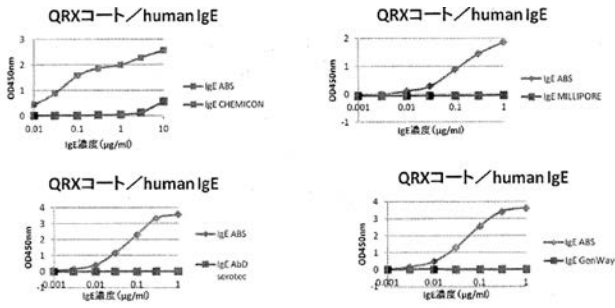 QRXコート／human IgE
OD450nm
3
2
1
0
0.01
0.1
1
10
IgE濃度(μg/ml)
IgE ABS
IgE CHEMICON
QRXコート／human IgE
OD450nm
2
1
0
-1
0.001
0.01
0.1
1
IgE濃度(μg/ml)
IgE ABS
IgE MILLIPORE
QRXコート／human IgE
OD450nm
4
3
2
1
0
0.001
0.01
0.1
1
IgE濃度(μg/ml)
IgE ABS
IgE AbD
serotec
QRXコート／human IgE
OD450nm
4
3
2
1
0
-1
0.001
0.01
0.1
1
IgE濃度(μg/ml)
IgE ABS
IgE GenWay